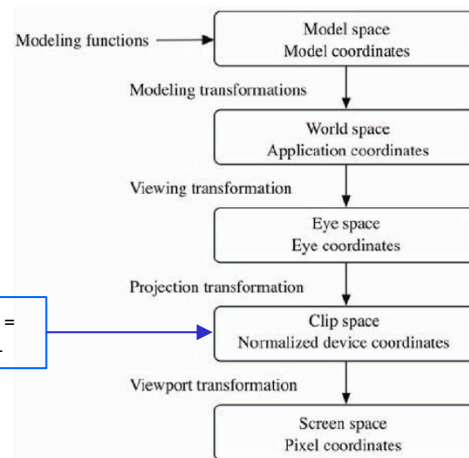 Model space
Modeling functions
Model coordinates
Modeling transformations
World space
Application coordinates
Viewing transformation
Eye space
Eye coordinates
Projection transformation
=
Clip space
Normalized device coordinates
Viewport transformation
Screen space
Pixel coordinates